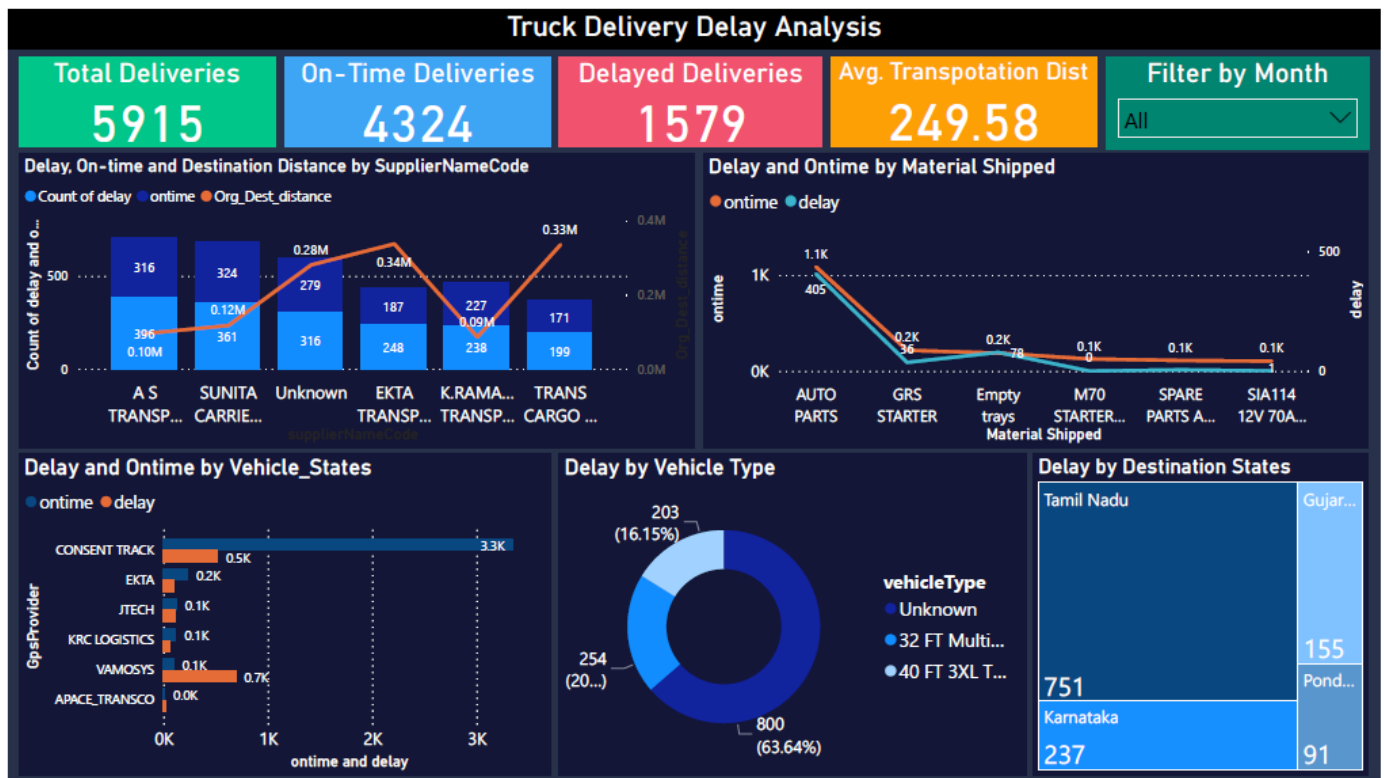 Truck Delivery Delay Analysis
Total Deliveries
5915
On-Time Deliveries
4324
Delayed Deliveries
1579
Avg. Transpotation Dist
249.58
Filter by Month
All
Delay, On-time and Destination Distance by SupplierNameCode
Count of delay ontime Org_Dest_distance
Count of delay and o...
500
0
0.4M
0.2M
0.0M
Org_Dest_distance
316
396
0.10M
324
0.12M
361
0.28M
279
316
0.34M
187
248
227
0.09M
238
0.33M
171
199
A S
TRANSP...
SUNITA
CARRIE...
Unknown
EKTA
TRANSP...
K.RAMA...
TRANSP...
TRANS
CARGO ...
supplierNameCode
Delay and Ontime by Material Shipped
ontime delay
ontime
1K
0K
500
0
delay
1.1K
405
0.2K
36
0.2K
78
0.1K
0
0.1K
0.1K
1
AUTO
PARTS
GRS
STARTER
Empty
trays
M70
STARTER...
SPARE
PARTS A...
SIA114
12V 70A...
Material Shipped
Delay and Ontime by Vehicle_States
ontime delay
GpsProvider
CONSENT TRACK
3.3K
0.5K
EKTA
0.2K
JTECH
0.1K
KRC LOGISTICS
0.1K
VAMOSYS
0.1K
0.7K
APACE_TRANSCO
0.0K
0K 1K 2K 3K
ontime and delay
Delay by Vehicle Type
203
(16.15%)
254
(20...)
800
(63.64%)
vehicleType
Unknown
32 FT Multi...
40 FT 3XL T...
Delay by Destination States
Tamil Nadu
751
Karnataka
237
Gujar...
155
Pond...
91